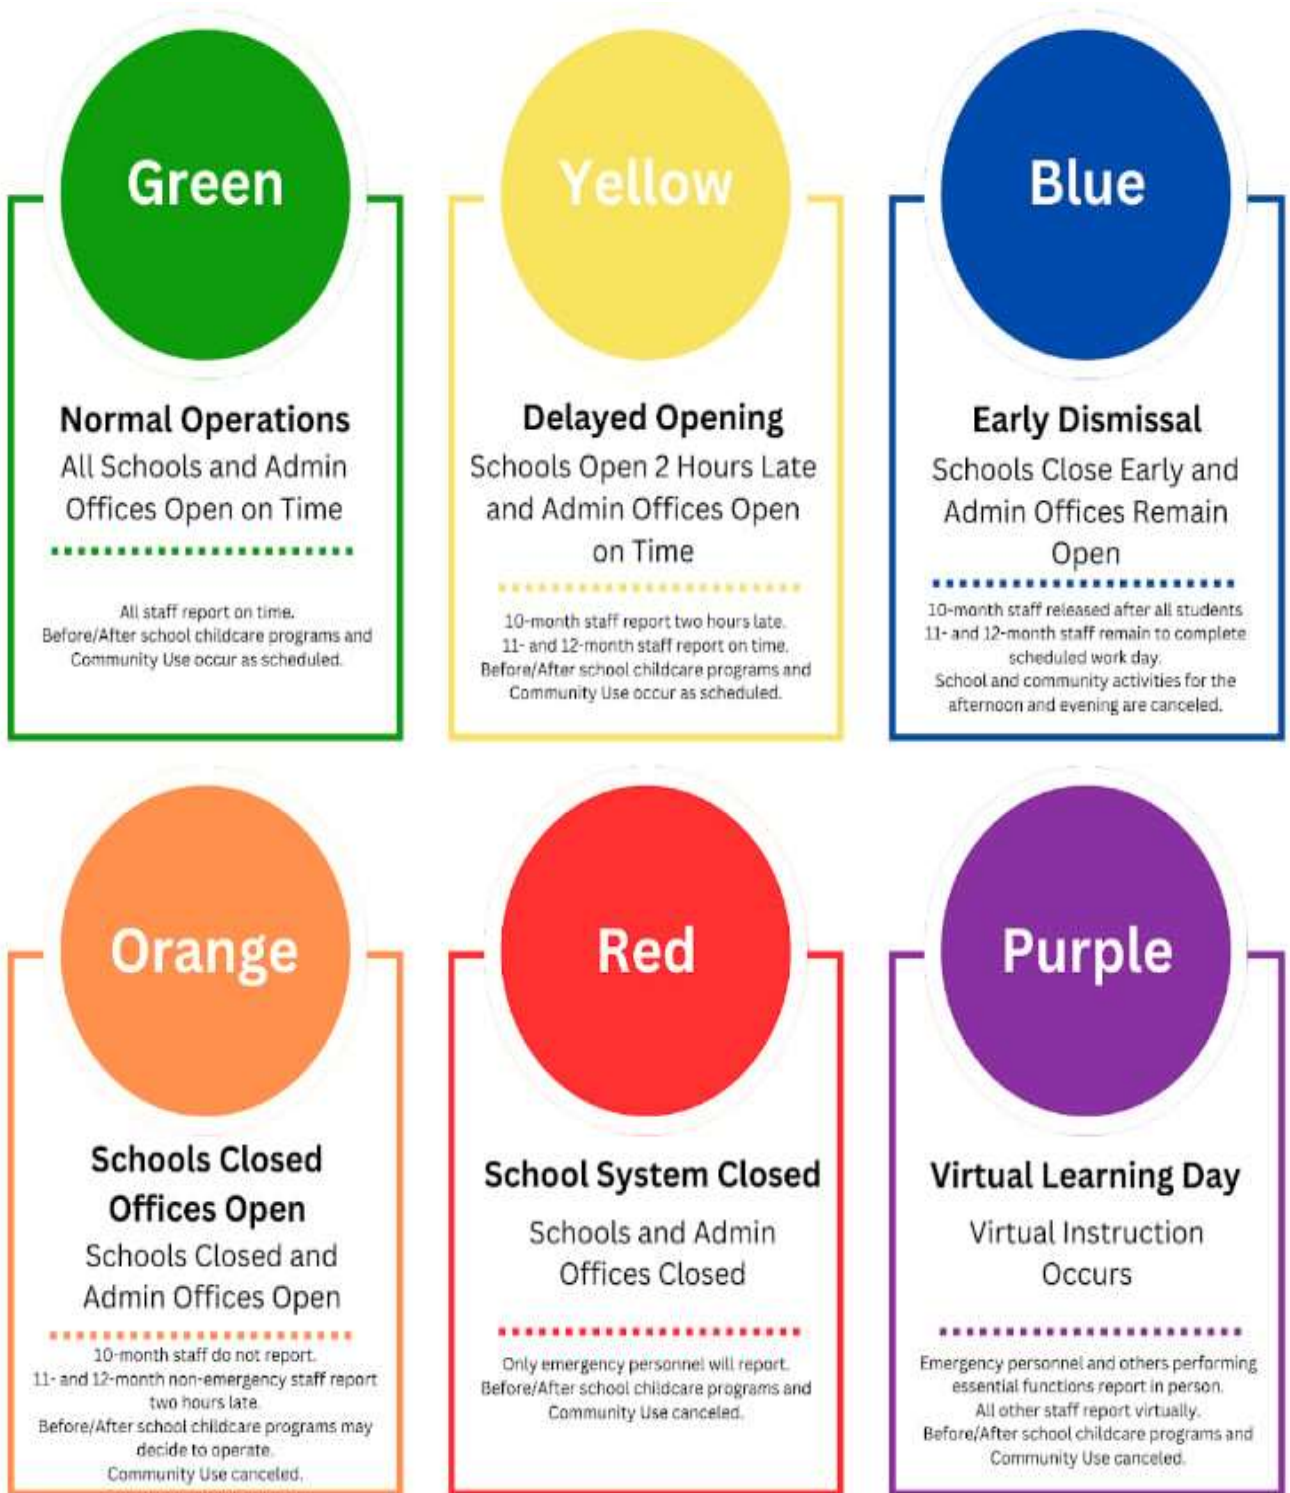 Green
Normal Operations
All Schools and Admin
Offices Open on Time
All staff report on time.
Before/After school childcare programs and
Community Use occur as scheduled.
Yellow
Delayed Opening
Schools Open 2 Hours Late
and Admin Offices Open
on Time
10-month staff report two hours late.
11- and 12-month staff report on time.
Before/After school childcare programs and
Community Use occur as scheduled.
Blue
Early Dismissal
Schools Close Early and
Admin Offices Remain
Open
10-month staff released after all students
11- and 12-month staff remain to complete
scheduled work day.
School and community activities for the
afternoon and evening are canceled.
Orange
Schools Closed
Offices Open
Schools Closed and
Admin Offices Open
10-month staff do not report.
11- and 12-month non-emergency staff report
two hours late.
Before/After school childcare programs may
decide to operate.
Community Use canceled.
Red
School System Closed
Schools and Admin
Offices Closed
Only emergency personnel will report.
Before/After school childcare programs and
Community Use canceled.
Purple
Virtual Learning Day
Virtual Instruction
Occurs
Emergency personnel and others performing
essential functions report in person.
All other staff report virtually.
Before/After school childcare programs and
Community Use canceled.